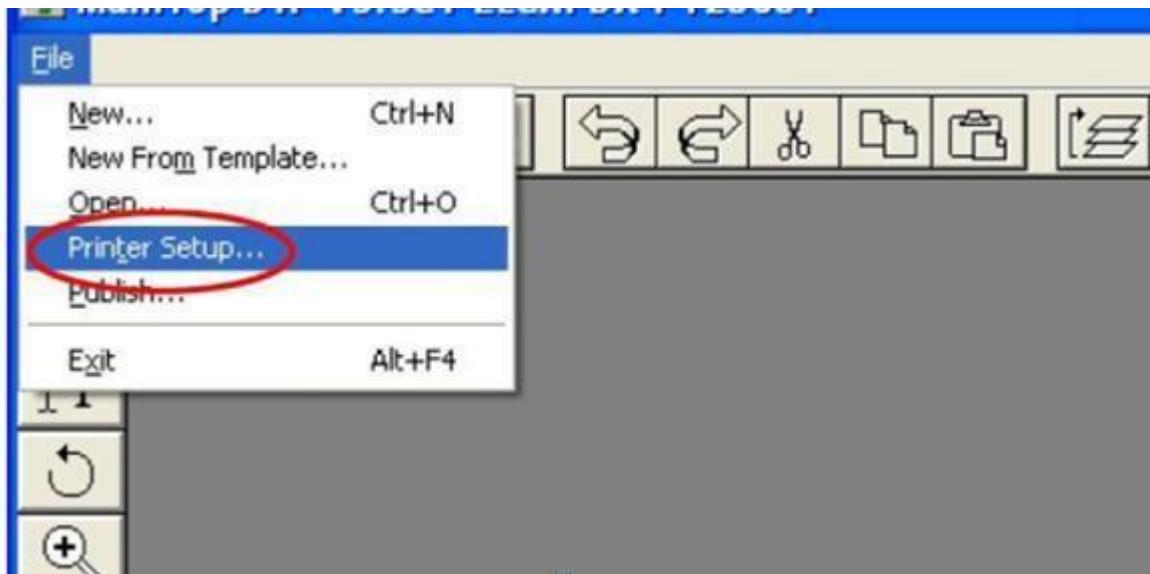 File
New... Ctrl+N
New From Template...
Open... Ctrl+O
Printer Setup...
Publish...
Exit Alt+F4